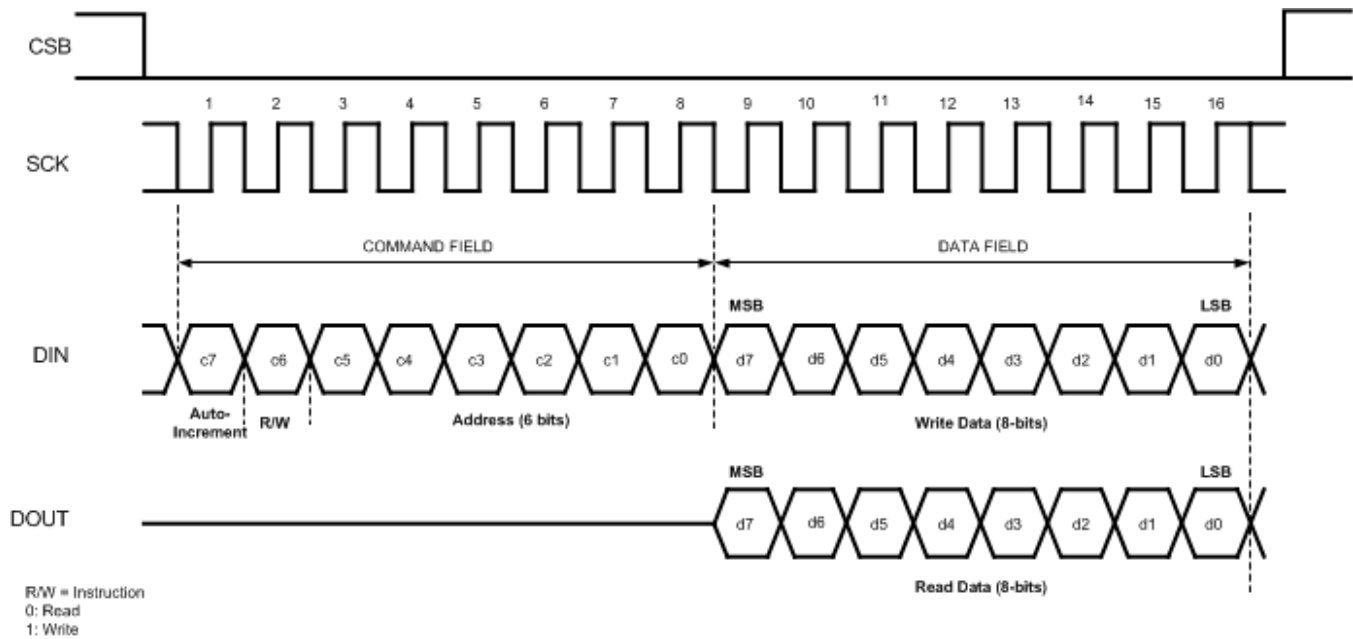 CSB
1 2 3 4 5 6 7 8 9 10 11 12 13 14 15 16
SCK
COMMAND FIELD DATA FIELD
MSB LSB
DIN c7 c6 c5 c4 c3 c2 c1 c0 d7 d6 d5 d4 d3 d2 d1 d0
Auto-
Increment R/W Address (6 bits) Write Data (8-bits)
MSB LSB
DOUT d7 d6 d5 d4 d3 d2 d1 d0
Read Data (8-bits)
R/W = Instruction
0: Read
1: Write